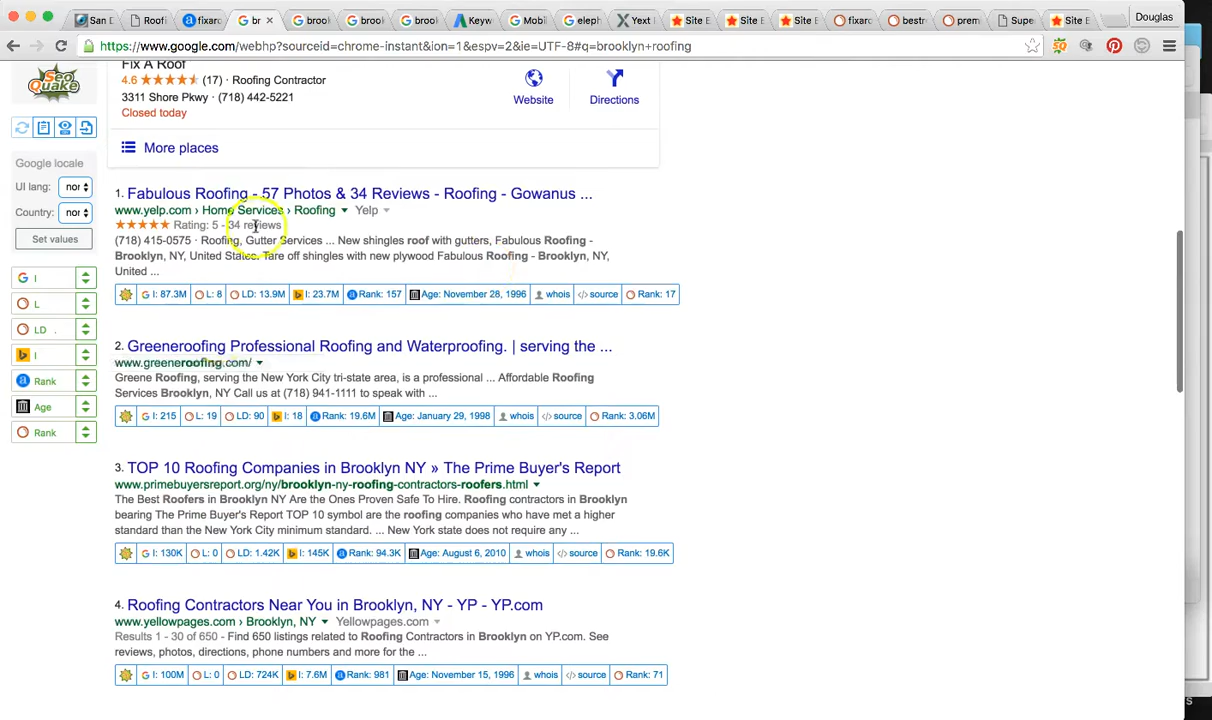 San E
Roofi
fixarc
br
brook
brook
brook
Keyw
Mobil
eleph
Yext
Site E
Site E
Site E
fixarc
bestr
prem
Supe
Site E
Douglas
https://www.google.com/webhp?sourceid=chrome-instant&ion=1&espv=2&ie=UTF-8#q=brooklyn+roofing
SeoQuake
Google locale
UI lang: nor
Country: nor
Set values
G I
L
LD .
b I
a Rank
Age
Rank
Fix A Roof
4.6 (17) · Roofing Contractor
3311 Shore Pkwy · (718) 442-5221
Closed today
Website
Directions
More places
1. Fabulous Roofing - 57 Photos & 34 Reviews - Roofing - Gowanus ...
www.yelp.com › Home Services › Roofing ▼ Yelp
Rating: 5 - 34 reviews
(718) 415-0575 · Roofing, Gutter Services ... New shingles roof with gutters, Fabulous Roofing -
Brooklyn, NY, United States. Tare off shingles with new plywood Fabulous Roofing - Brooklyn, NY,
United ...
G I: 87.3M L: 8 LD: 13.9M b I: 23.7M a Rank: 157 Age: November 28, 1996 whois </> source Rank: 17
2. Greeneroofing Professional Roofing and Waterproofing. | serving the ...
www.greeneroofing.com/
Greene Roofing, serving the New York City tri-state area, is a professional ... Affordable Roofing
Services Brooklyn, NY Call us at (718) 941-1111 to speak with ...
G I: 215 L: 19 LD: 90 b I: 18 a Rank: 19.6M Age: January 29, 1998 whois </> source Rank: 3.06M
3. TOP 10 Roofing Companies in Brooklyn NY » The Prime Buyer's Report
www.primebuyersreport.org/ny/brooklyn-ny-roofing-contractors-roofers.html
The Best Roofers in Brooklyn NY Are the Ones Proven Safe To Hire. Roofing contractors in Brooklyn
bearing The Prime Buyer's Report TOP 10 symbol are the roofing companies who have met a higher
standard than the New York City minimum standard. ... New York state does not require any ...
G I: 130K L: 0 LD: 1.42K b I: 145K a Rank: 94.3K Age: August 6, 2010 whois </> source Rank: 19.6K
4. Roofing Contractors Near You in Brooklyn, NY - YP - YP.com
www.yellowpages.com › Brooklyn, NY ▼ Yellowpages.com
Results 1 - 30 of 650 - Find 650 listings related to Roofing Contractors in Brooklyn on YP.com. See
reviews, photos, directions, phone numbers and more for the ...
G I: 100M L: 0 LD: 724K b I: 7.6M a Rank: 981 Age: November 15, 1996 whois </> source Rank: 71